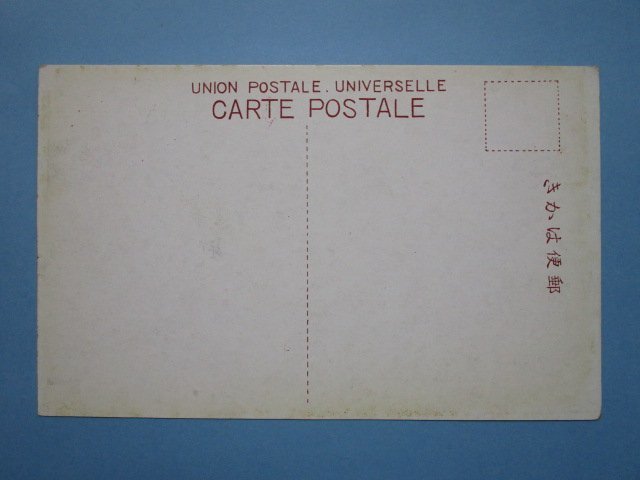 UNION POSTALE. UNIVERSELLE
CARTE POSTALE
郵便はかき